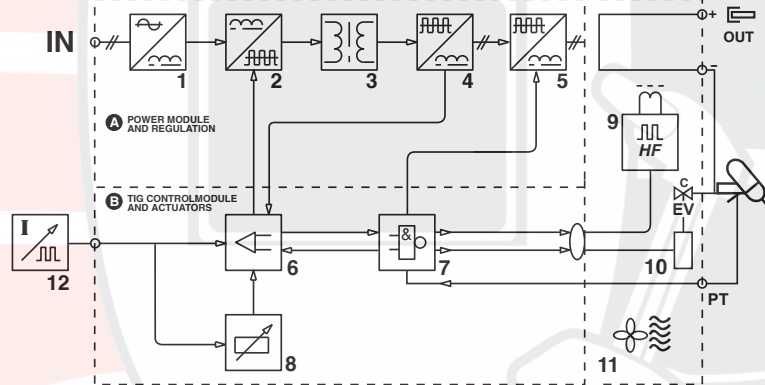 IN
1
2
3
4
5
+
OUT
−
A POWER MODULE
AND REGULATION
9
HF
B TIG CONTROLMODULE
AND ACTUATORS
C
EV
I
12
6
&
7
10
PT
8
11